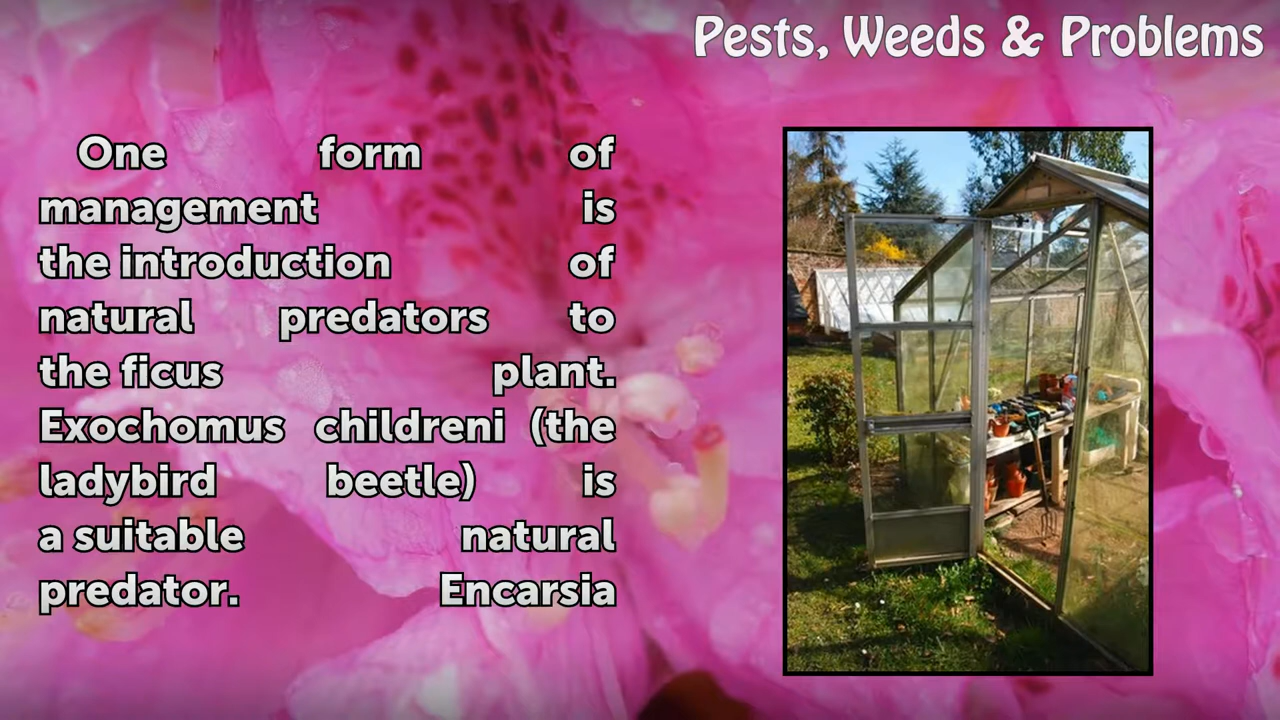 Pests, Weeds & Problems
One form of
management is
the introduction of
natural predators to
the ficus plant.
Exochomus childreni (the
ladybird beetle) is
a suitable natural
predator. Encarsia